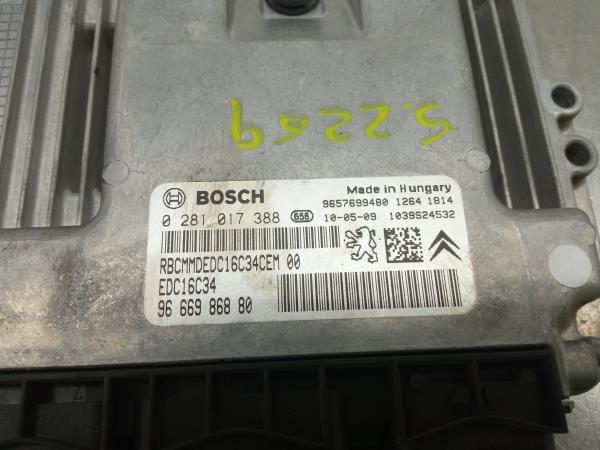 S.2269
BOSCH
Made in Hungary
9657699480 1264 1814
0 281 017 388 656 10-05-09 1039S24532
RBCMMDEDC16C34CEM 00
EDC16C34
96 669 868 80